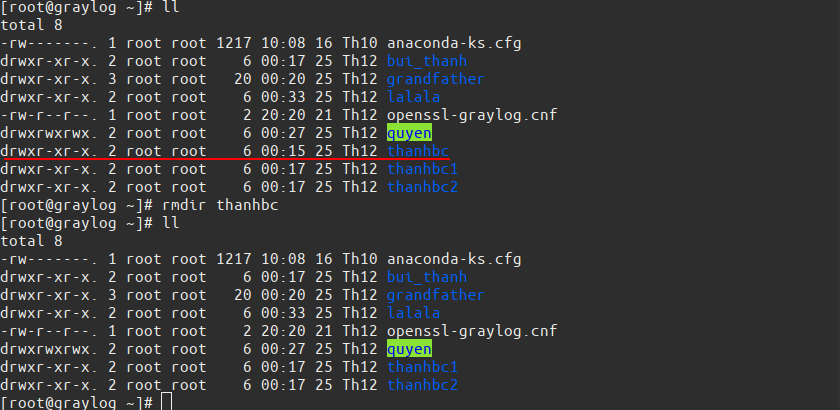 [root@graylog ~]# ll
total 8
-rw-------. 1 root root 1217 10:08 16 Th10 anaconda-ks.cfg
drwxr-xr-x. 2 root root    6 00:17 25 Th12 bui_thanh
drwxr-xr-x. 3 root root   20 00:20 25 Th12 grandfather
drwxr-xr-x. 2 root root    6 00:33 25 Th12 lalala
-rw-r--r--. 1 root root    2 20:20 21 Th12 openssl-graylog.cnf
drwxrwxrwx. 2 root root    6 00:27 25 Th12 quyen
drwxr-xr-x. 2 root root    6 00:15 25 Th12 thanhbc
drwxr-xr-x. 2 root root    6 00:17 25 Th12 thanhbc1
drwxr-xr-x. 2 root root    6 00:17 25 Th12 thanhbc2
[root@graylog ~]# rmdir thanhbc
[root@graylog ~]# ll
total 8
-rw-------. 1 root root 1217 10:08 16 Th10 anaconda-ks.cfg
drwxr-xr-x. 2 root root    6 00:17 25 Th12 bui_thanh
drwxr-xr-x. 3 root root   20 00:20 25 Th12 grandfather
drwxr-xr-x. 2 root root    6 00:33 25 Th12 lalala
-rw-r--r--. 1 root root    2 20:20 21 Th12 openssl-graylog.cnf
drwxrwxrwx. 2 root root    6 00:27 25 Th12 quyen
drwxr-xr-x. 2 root root    6 00:17 25 Th12 thanhbc1
drwxr-xr-x. 2 root root    6 00:17 25 Th12 thanhbc2
[root@graylog ~]#